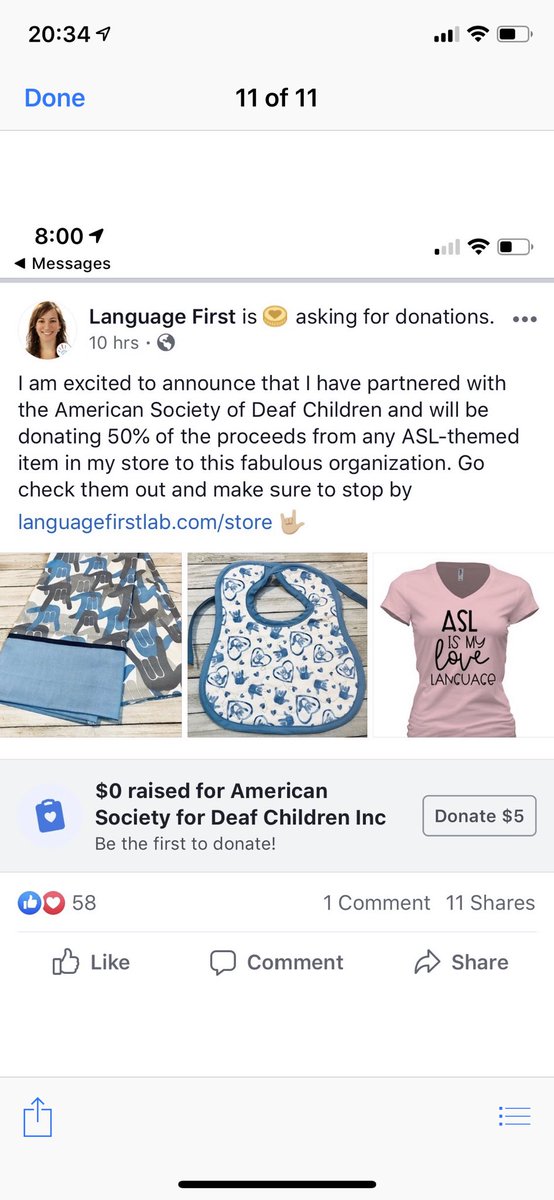 20:34
Done
11 of 11
8:00
◀ Messages
Language First is asking for donations.
10 hrs ·
I am excited to announce that I have partnered with
the American Society of Deaf Children and will be
donating 50% of the proceeds from any ASL-themed
item in my store to this fabulous organization. Go
check them out and make sure to stop by
languagefirstlab.com/store 🤟🏼
ASL
IS MY
love
LANGUAGE
$0 raised for American
Society for Deaf Children Inc
Be the first to donate!
Donate $5
58
1 Comment 11 Shares
Like
Comment
Share